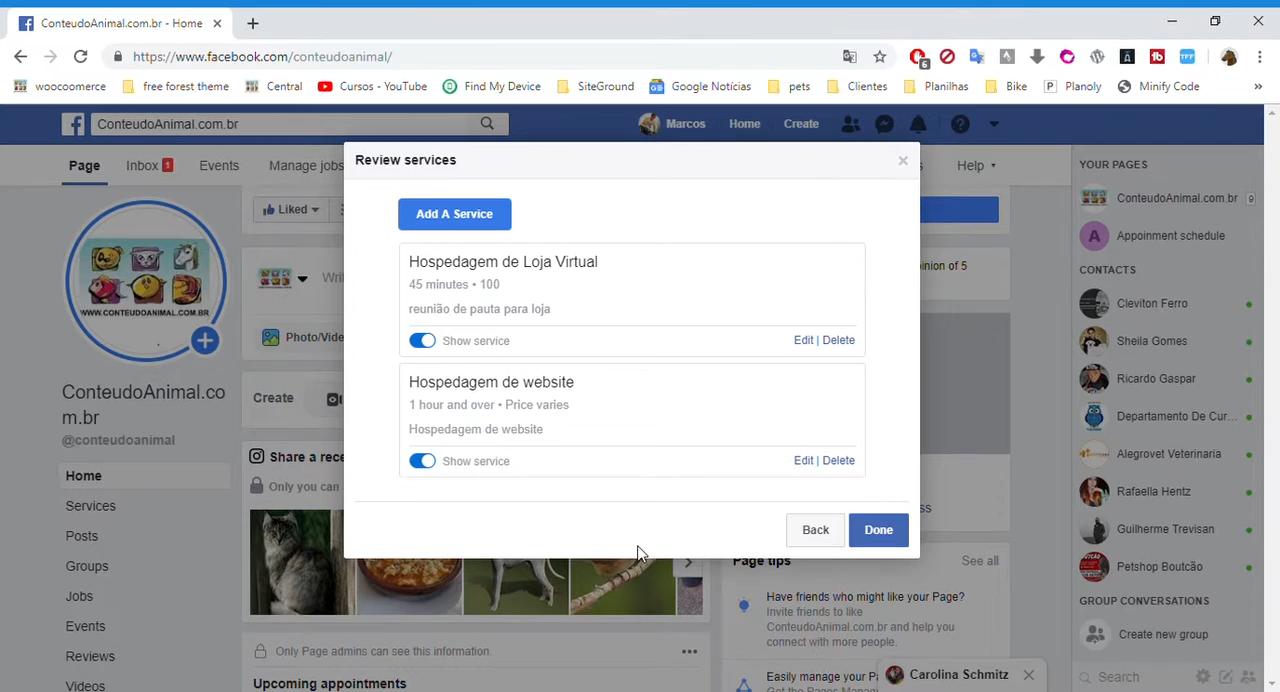 ConteudoAnimal.com.br - Home
https://www.facebook.com/conteudoanimal/
6
woocoomerce
free forest theme
Central
Cursos - YouTube
Find My Device
SiteGround
Google Notícias
pets
Clientes
Planilhas
Bike
Planoly
Minify Code
»
ConteudoAnimal.com.br
Marcos
Home
Create
Page
Inbox 1
Events
Manage jobs
Help
Review services
Add A Service
Hospedagem de Loja Virtual
45 minutes • 100
reunião de pauta para loja
Show service
Edit | Delete
Hospedagem de website
1 hour and over • Price varies
Hospedagem de website
Show service
Edit | Delete
Back
Done
WWW.CONTEUDOANIMAL.COM.BR
ConteudoAnimal.co
m.br
@conteudoanimal
Home
Services
Posts
Groups
Jobs
Events
Reviews
Videos
Liked
Photo/Vide
Create
Share a rece
Only you can
Only Page admins can see this information.
Upcoming appointments
pinion of 5
Page tips
See all
Have friends who might like your Page?
Invite friends to like
ConteudoAnimal.com.br and help you
connect with more people.
Easily manage your P
Carolina Schmitz
YOUR PAGES
ConteudoAnimal.com.br 9
A Appoinment schedule
CONTACTS
Cleviton Ferro
Sheila Gomes
Ricardo Gaspar
Departamento De Cur...
Alegrovet Veterinaria
Rafaella Hentz
Guilherme Trevisan
Petshop Boutcão
GROUP CONVERSATIONS
Create new group
Search